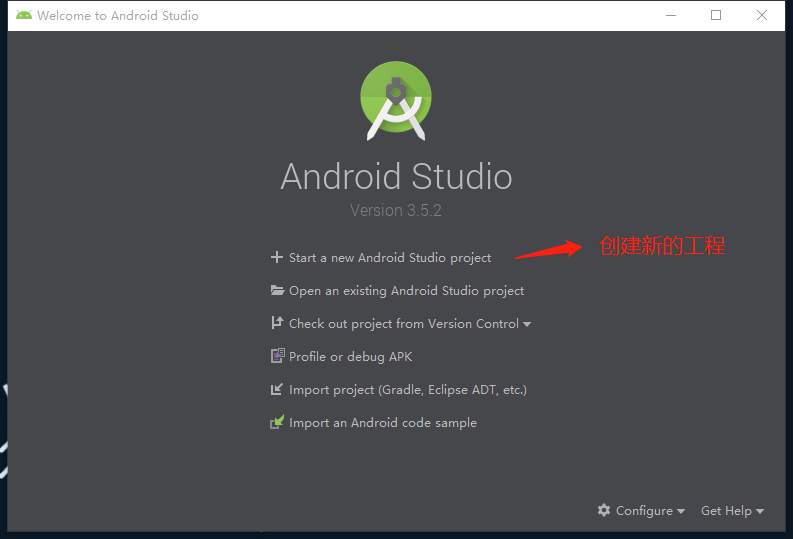 Welcome to Android Studio
Android Studio
Version 3.5.2
Start a new Android Studio project
创建新的工程
Open an existing Android Studio project
Check out project from Version Control
Profile or debug APK
Import project (Gradle, Eclipse ADT, etc.)
Import an Android code sample
Configure
Get Help